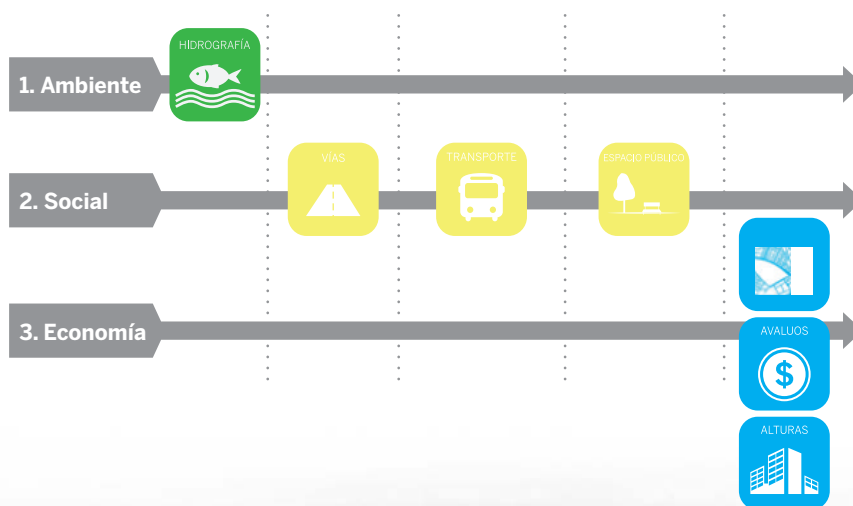 HIDROGRAFÍA
1. Ambiente
VÍAS
TRANSPORTE
ESPACIO PÚBLICO
2. Social
3. Economía
AVALUOS
$
ALTURAS